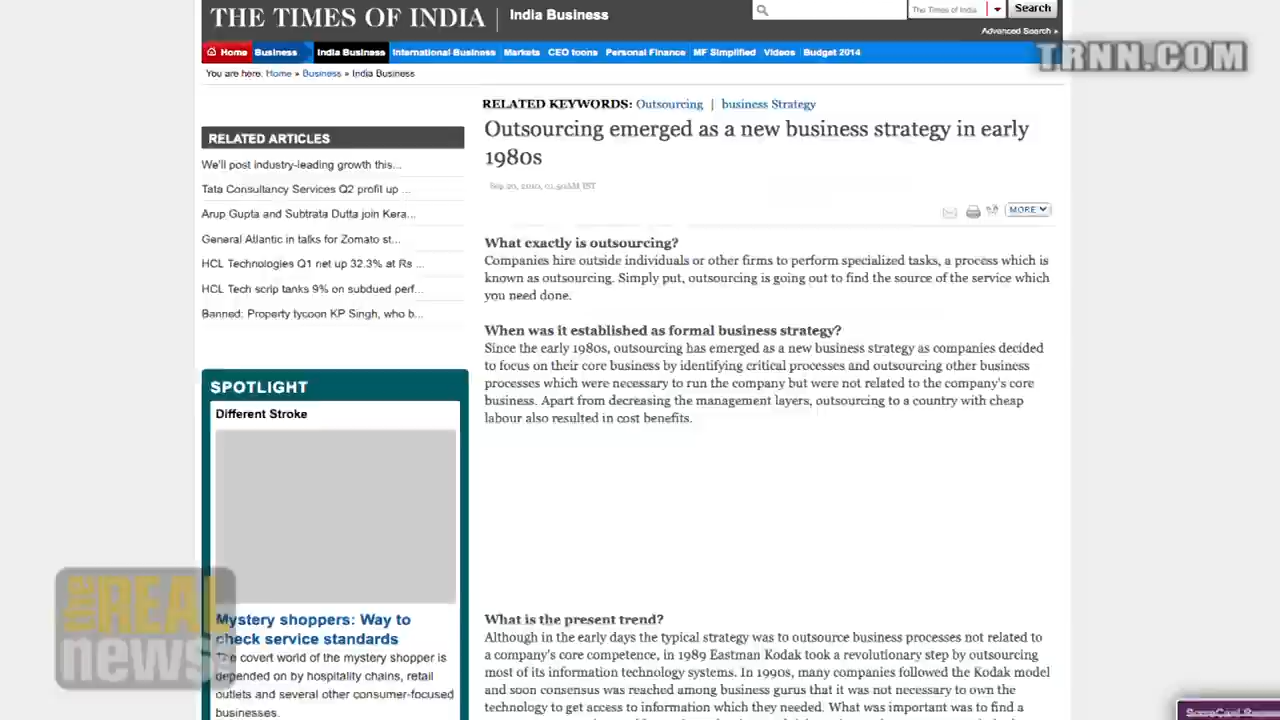 THE TIMES OF INDIA
India Business
The Times of India
Search
Advanced Search »
TRNN.COM
Home Business India Business International Business Markets CEO toons Personal Finance MF Simplified Videos Budget 2014
You are here: Home » Business » India Business
RELATED KEYWORDS: Outsourcing | business Strategy
Outsourcing emerged as a new business strategy in early
1980s
Sep 20, 2010, 01.50AM IST
MORE
RELATED ARTICLES
We'll post industry-leading growth this...
Tata Consultancy Services Q2 profit up ...
Arup Gupta and Subtrata Dutta join Kera...
General Atlantic in talks for Zomato st...
HCL Technologies Q1 net up 32.3% at Rs ...
HCL Tech scrip tanks 9% on subdued perf...
Banned: Property tycoon KP Singh, who b...
What exactly is outsourcing?
Companies hire outside individuals or other firms to perform specialized tasks, a process which is
known as outsourcing. Simply put, outsourcing is going out to find the source of the service which
you need done.
When was it established as formal business strategy?
Since the early 1980s, outsourcing has emerged as a new business strategy as companies decided
to focus on their core business by identifying critical processes and outsourcing other business
processes which were necessary to run the company but were not related to the company's core
business. Apart from decreasing the management layers, outsourcing to a country with cheap
labour also resulted in cost benefits.
SPOTLIGHT
Different Stroke
Mystery shoppers: Way to
check service standards
The covert world of the mystery shopper is
depended on by hospitality chains, retail
outlets and several other consumer-focused
businesses.
the REAL
news
What is the present trend?
Although in the early days the typical strategy was to outsource business processes not related to
a company's core competence, in 1989 Eastman Kodak took a revolutionary step by outsourcing
most of its information technology systems. In 1990s, many companies followed the Kodak model
and soon consensus was reached among business gurus that it was not necessary to own the
technology to get access to information which they needed. What was important was to find a